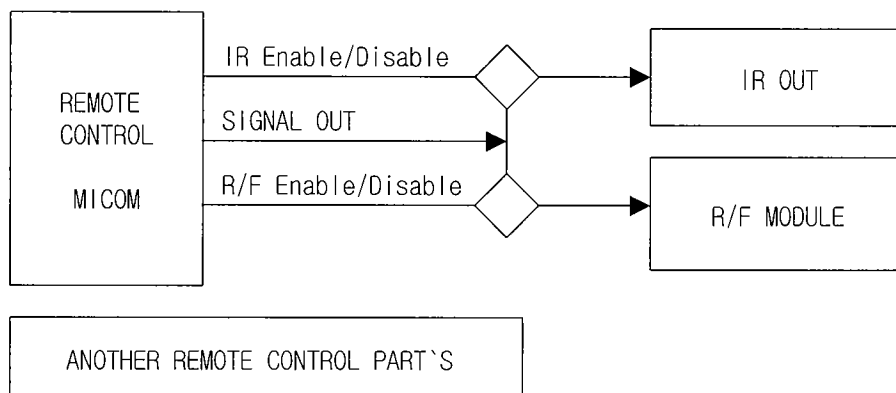 REMOTE
CONTROL
MICOM
IR Enable/Disable
SIGNAL OUT
R/F Enable/Disable
IR OUT
R/F MODULE
ANOTHER REMOTE CONTROL PART`S